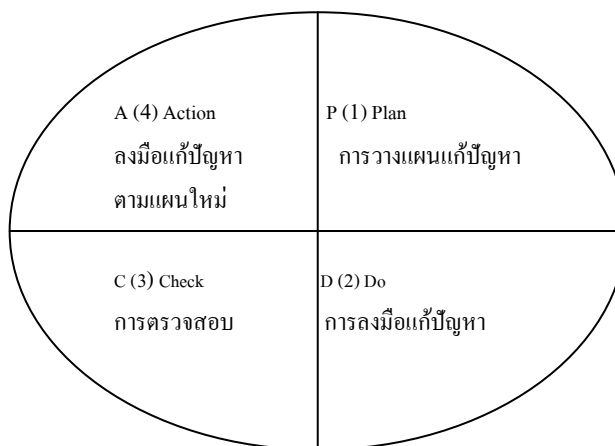 A (4) Action
ลงมือแก้ปัญหา
ตามแผนใหม่
P (1) Plan
การวางแผนแก้ปัญหา
C (3) Check
การตรวจสอบ
D (2) Do
การลงมือแก้ปัญหา